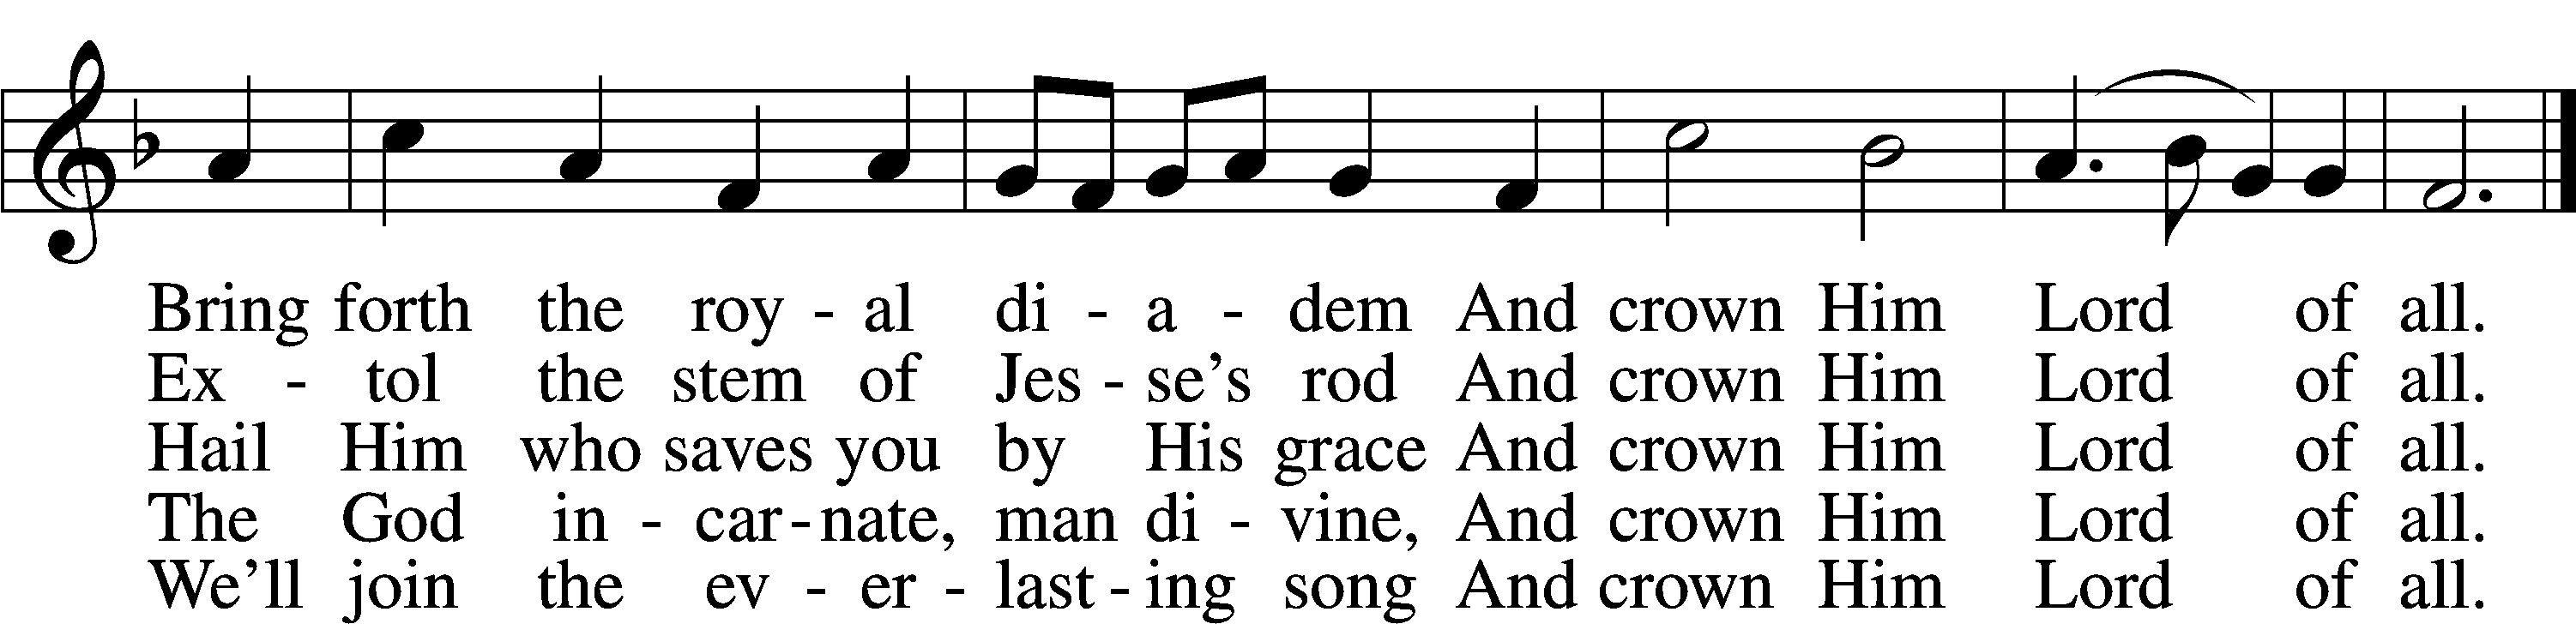 Bring forth the roy - al di - a - dem And crown Him Lord of all.
Ex - tol the stem of Jes - se’s rod And crown Him Lord of all.
Hail Him who saves you by His grace And crown Him Lord of all.
The God in - car - nate, man di - vine, And crown Him Lord of all.
We’ll join the ev - er - last - ing song And crown Him Lord of all.